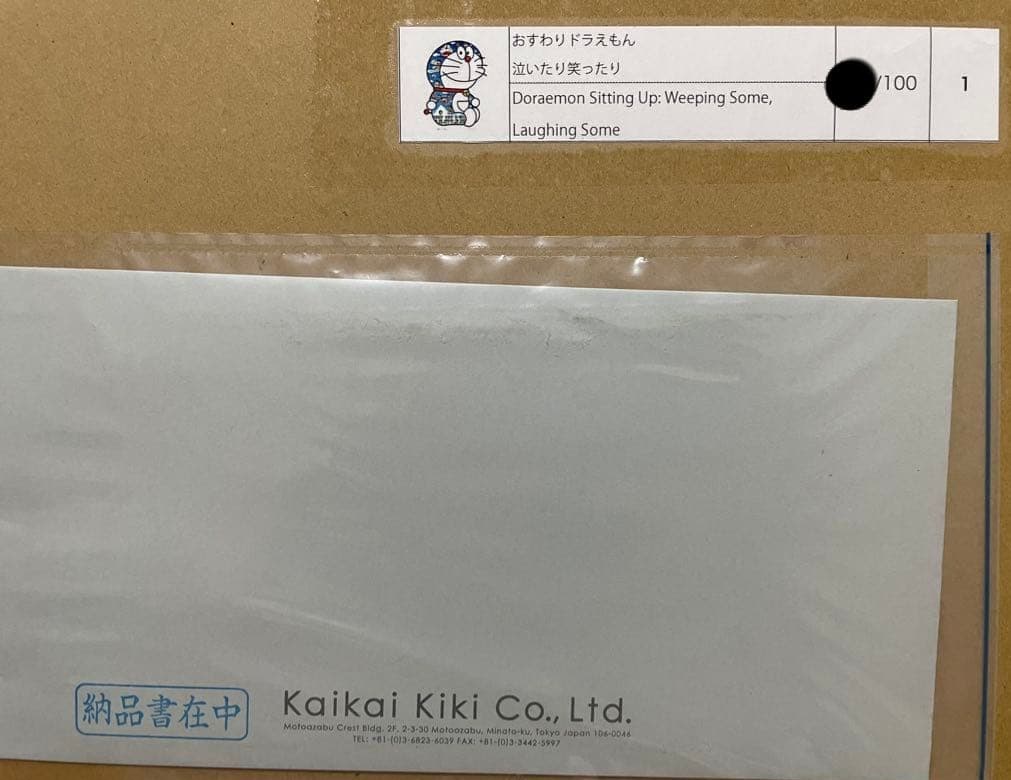 おすわりドラえもん
泣いたり笑ったり
Doraemon Sitting Up: Weeping Some,
Laughing Some
/100
1
納品書在中
Kaikai Kiki Co., Ltd.
Motoazabu Crest Bldg. 2F, 2-3-30 Motoazabu, Minato-ku, Tokyo Japan 106-0046
TEL: +81-(0)3-6823-6039 FAX: +81-(0)3-3442-5997